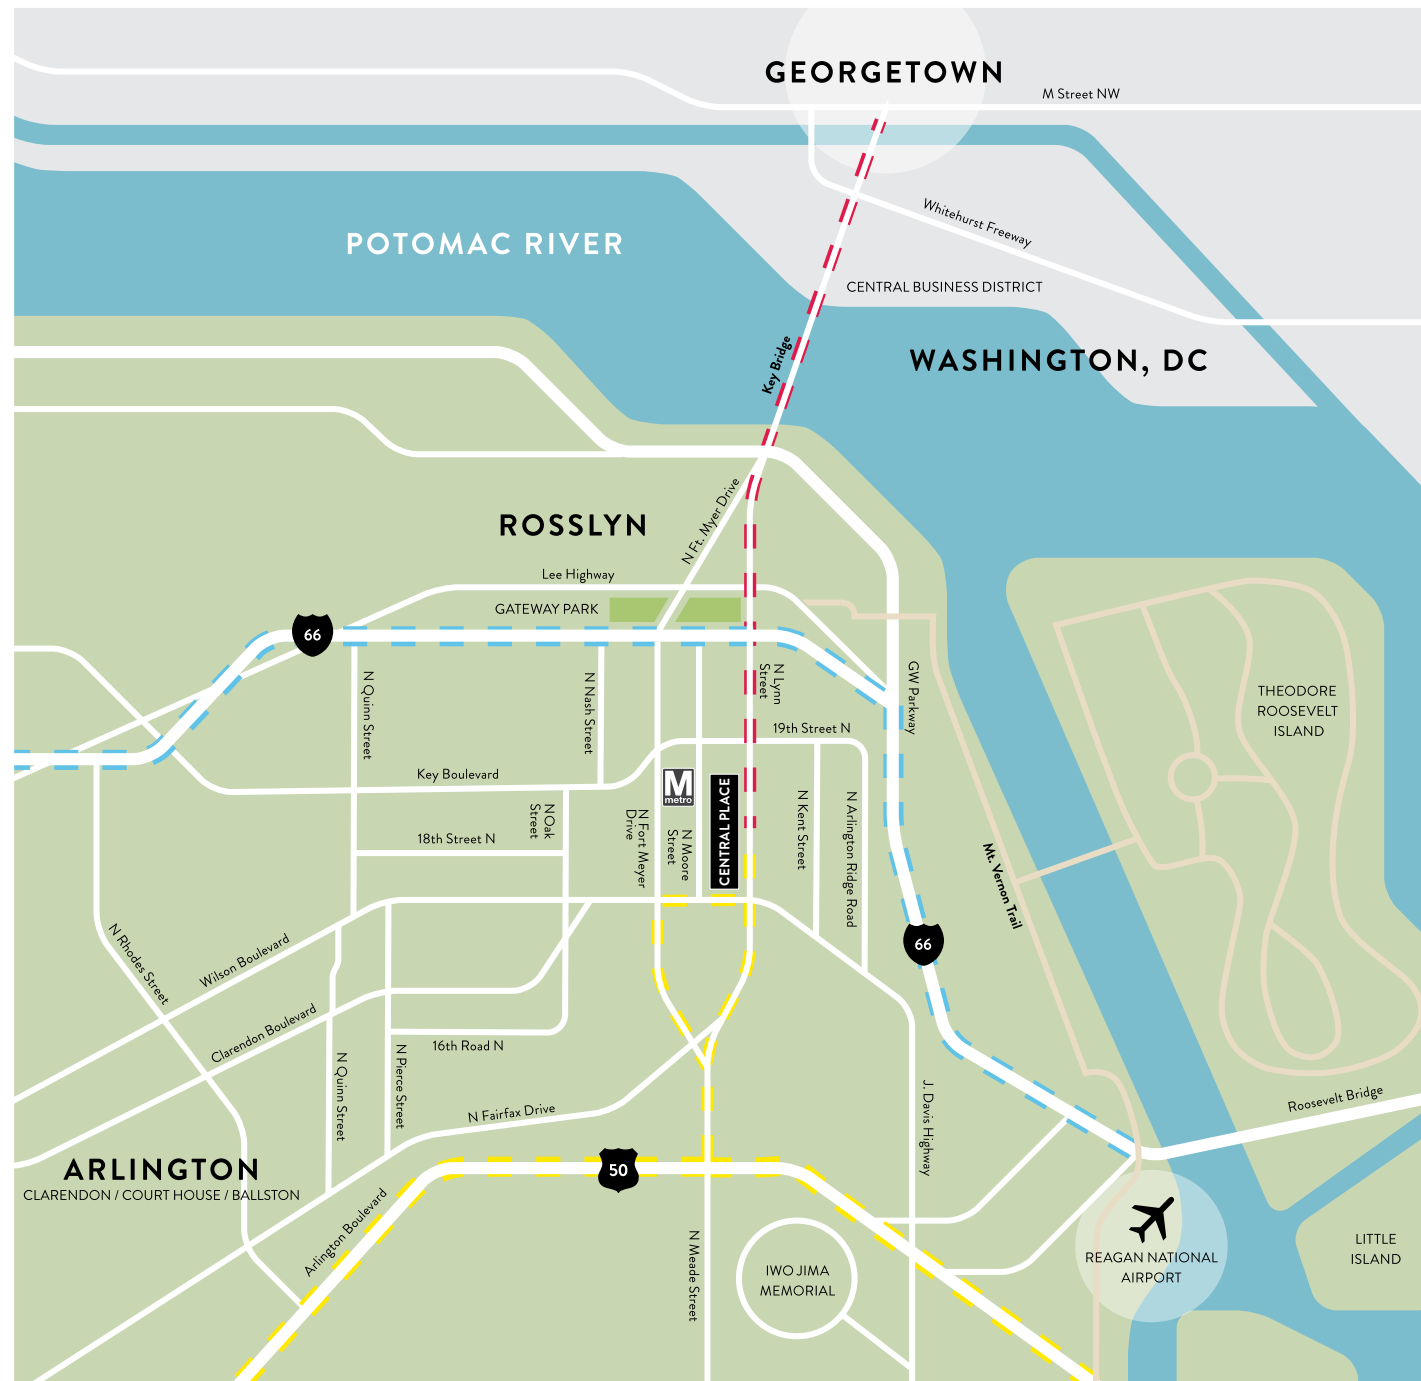 GEORGETOWN
M Street NW
Whitehurst Freeway
POTOMAC RIVER
CENTRAL BUSINESS DISTRICT
Key Bridge
WASHINGTON, DC
N Ft. Myer Drive
ROSSLYN
Lee Highway
GATEWAY PARK
66
N Quinn Street
N Nash Street
N Lynn
Street
GW Parkway
THEODORE
ROOSEVELT
ISLAND
19th Street N
Key Boulevard
M
metro
CENTRAL PLACE
N Oak
Street
N Fort Meyer
Drive
N Moore
Street
N Kent Street
N Arlington Ridge Road
18th Street N
Mt. Vernon Trail
N Rhodes Street
Wilson Boulevard
66
Clarendon Boulevard
16th Road N
N Quinn Street
N Pierce Street
N Fairfax Drive
J. Davis Highway
Roosevelt Bridge
ARLINGTON
CLARENDON / COURT HOUSE / BALLSTON
50
Arlington Boulevard
N Meade Street
IWO JIMA
MEMORIAL
REAGAN NATIONAL
AIRPORT
LITTLE
ISLAND